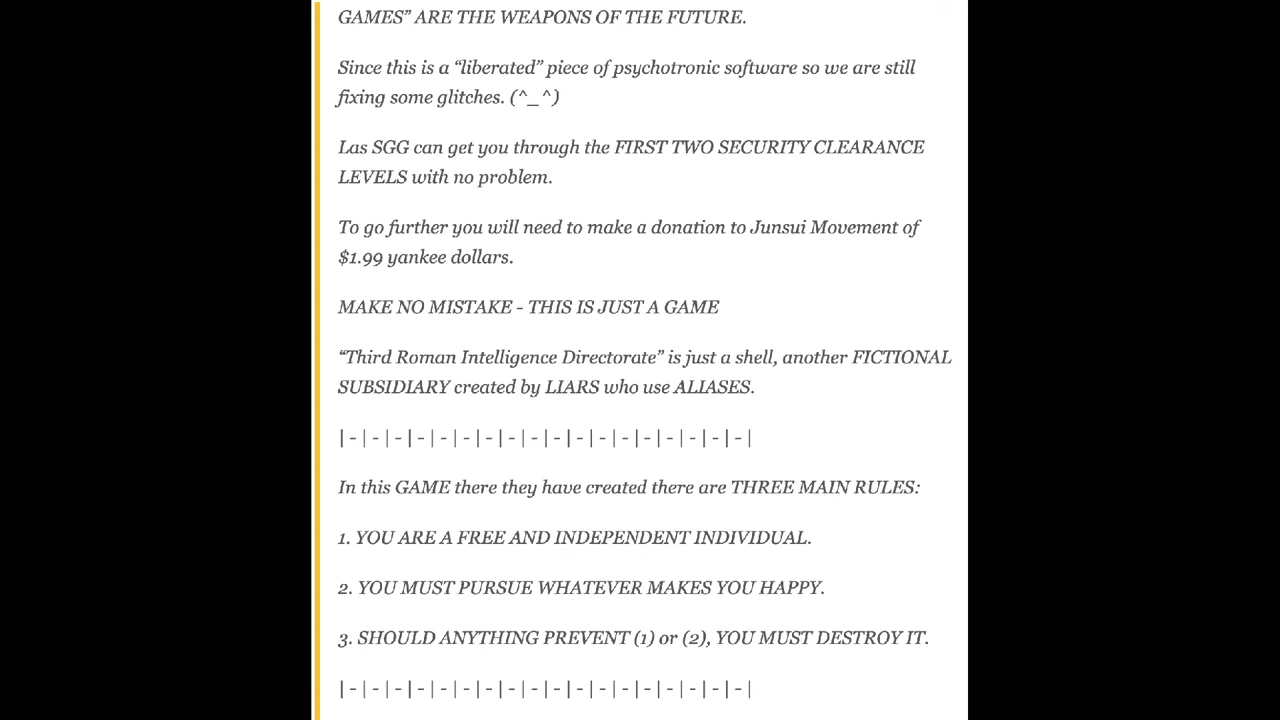 GAMES” ARE THE WEAPONS OF THE FUTURE.
Since this is a “liberated” piece of psychotronic software so we are still
fixing some glitches. (^_^)
Las SGG can get you through the FIRST TWO SECURITY CLEARANCE
LEVELS with no problem.
To go further you will need to make a donation to Junsui Movement of
$1.99 yankee dollars.
MAKE NO MISTAKE - THIS IS JUST A GAME
“Third Roman Intelligence Directorate” is just a shell, another FICTIONAL
SUBSIDIARY created by LIARS who use ALIASES.
| - | - | - | - | - | - | - | - | - | - | - | - | - | - | - | - | - | - |
In this GAME there they have created there are THREE MAIN RULES:
1. YOU ARE A FREE AND INDEPENDENT INDIVIDUAL.
2. YOU MUST PURSUE WHATEVER MAKES YOU HAPPY.
3. SHOULD ANYTHING PREVENT (1) or (2), YOU MUST DESTROY IT.
| - | - | - | - | - | - | - | - | - | - | - | - | - | - | - | - | - | - |